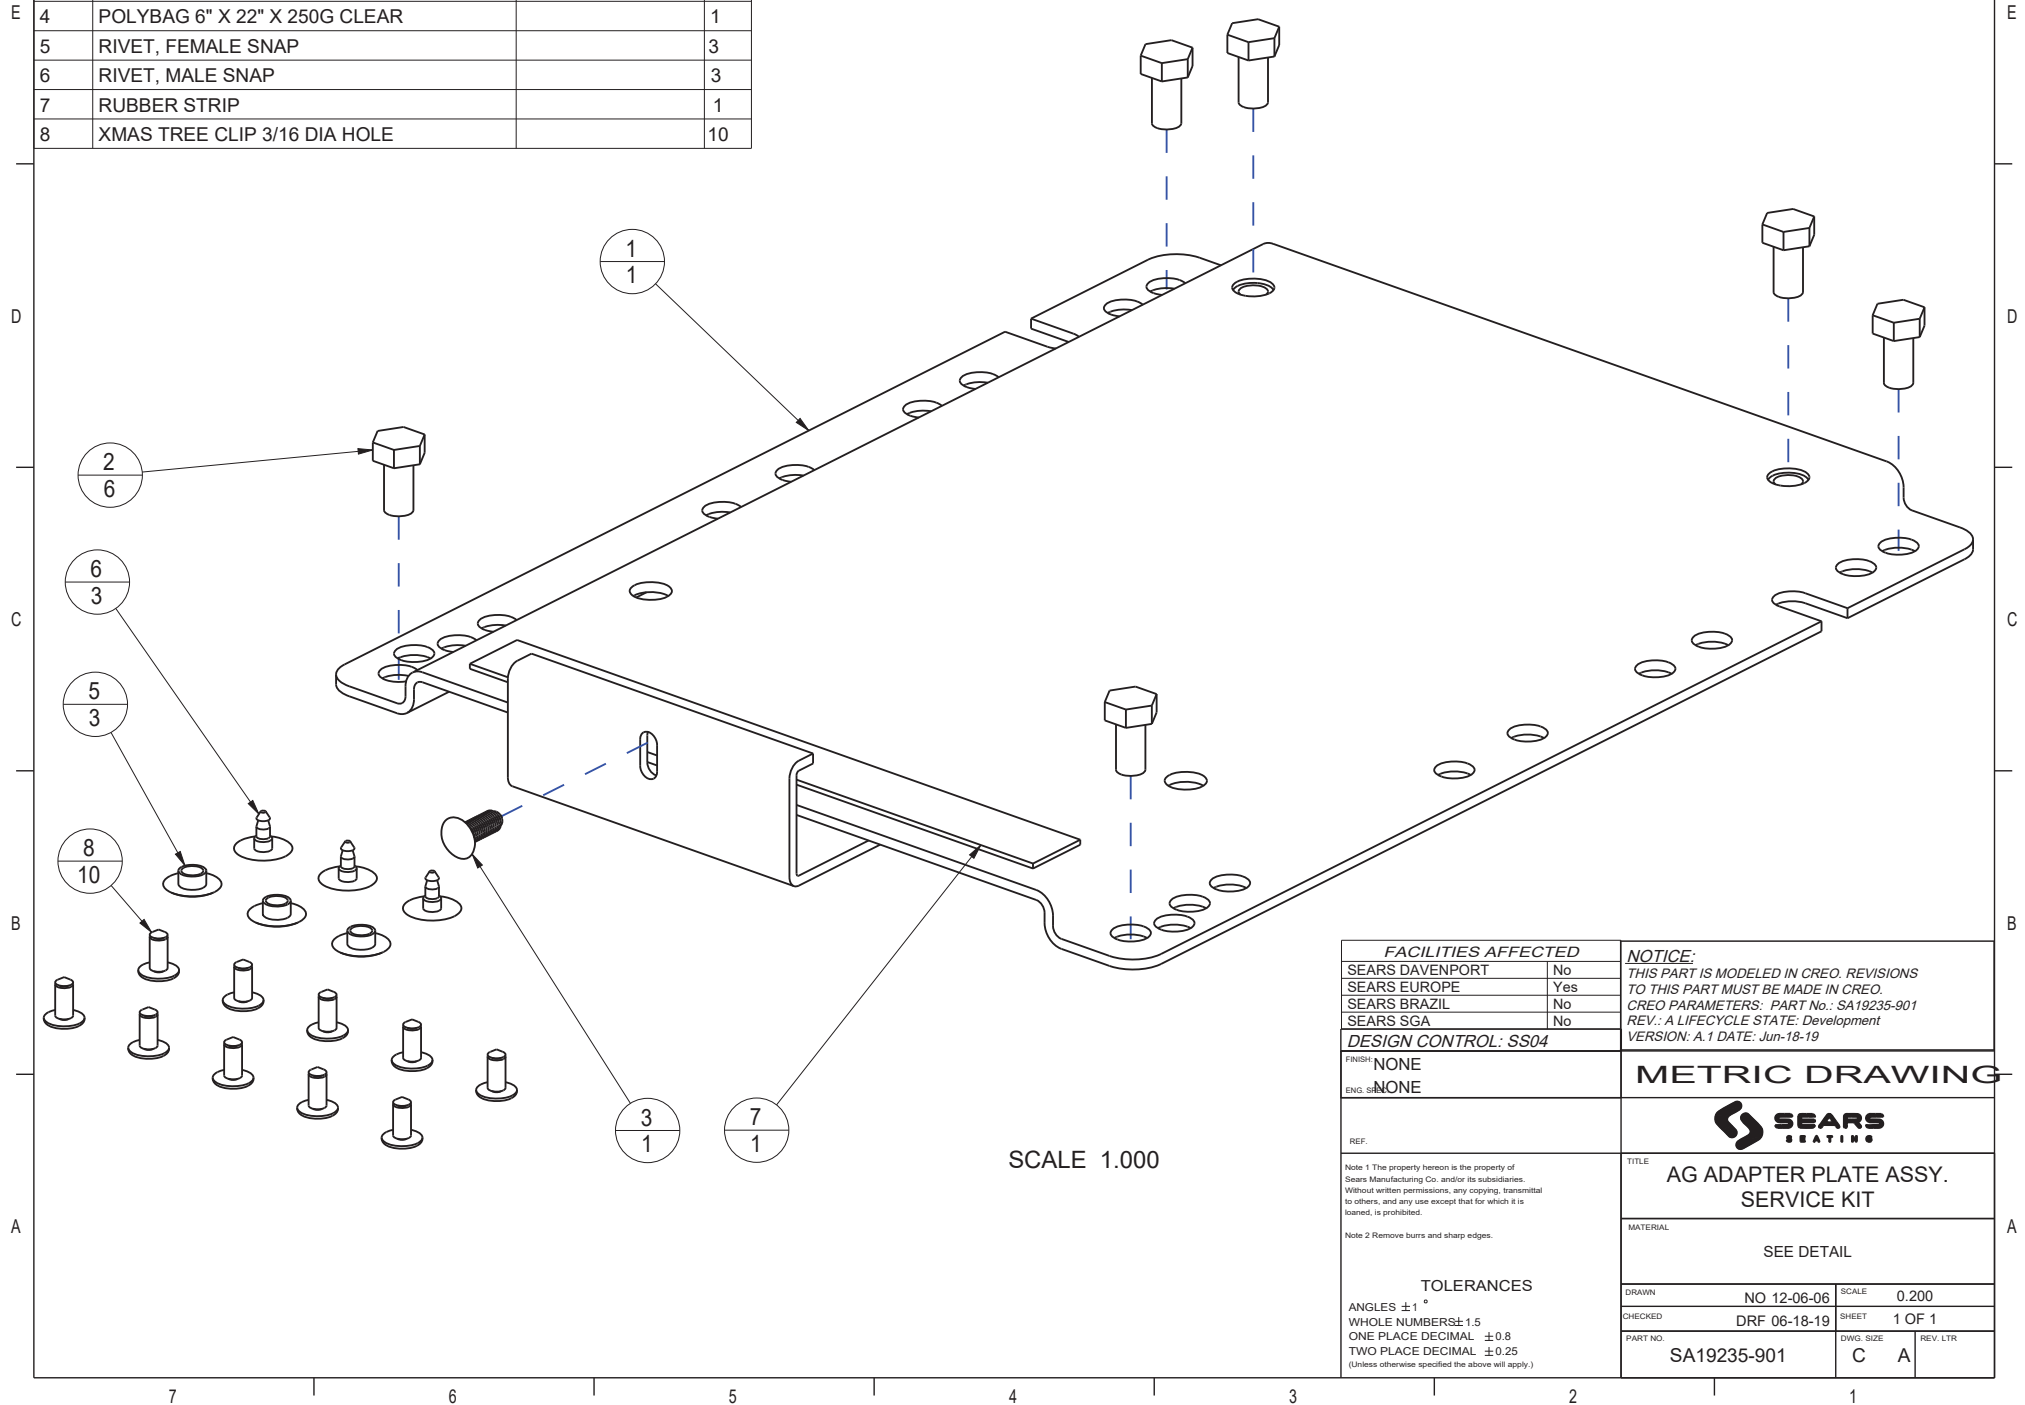 E
4 POLYBAG 6" X 22" X 250G CLEAR 1
5 RIVET, FEMALE SNAP 3
6 RIVET, MALE SNAP 3
7 RUBBER STRIP 1
8 XMAS TREE CLIP 3/16 DIA HOLE 10
E
1
1
D
D
2
6
6
3
C
C
5
3
8
10
B
B
3
1
7
1
SCALE 1.000
A
A
FACILITIES AFFECTED
SEARS DAVENPORT No
SEARS EUROPE Yes
SEARS BRAZIL No
SEARS SGA No
DESIGN CONTROL: SS04
FINISH: NONE
ENG. SPEC NONE
REF.
Note 1 The property hereon is the property of
Sears Manufacturing Co. and/or its subsidiaries.
Without written permissions, any copying, transmittal
to others, and any use except that for which it is
loaned, is prohibited.
Note 2 Remove burrs and sharp edges.
TOLERANCES
ANGLES ±1 °
WHOLE NUMBERS±1.5
ONE PLACE DECIMAL ±0.8
TWO PLACE DECIMAL ±0.25
(Unless otherwise specified the above will apply.)
NOTICE:
THIS PART IS MODELED IN CREO. REVISIONS
TO THIS PART MUST BE MADE IN CREO.
CREO PARAMETERS: PART No.: SA19235-901
REV.: A LIFECYCLE STATE: Development
VERSION: A.1 DATE: Jun-18-19
METRIC DRAWING
SEARS
SEATING
TITLE
AG ADAPTER PLATE ASSY.
SERVICE KIT
MATERIAL
SEE DETAIL
DRAWN NO 12-06-06 SCALE 0.200
CHECKED DRF 06-18-19 SHEET 1 OF 1
PART NO. DWG. SIZE REV. LTR
SA19235-901 C A
7 6 5 4 3 2 1